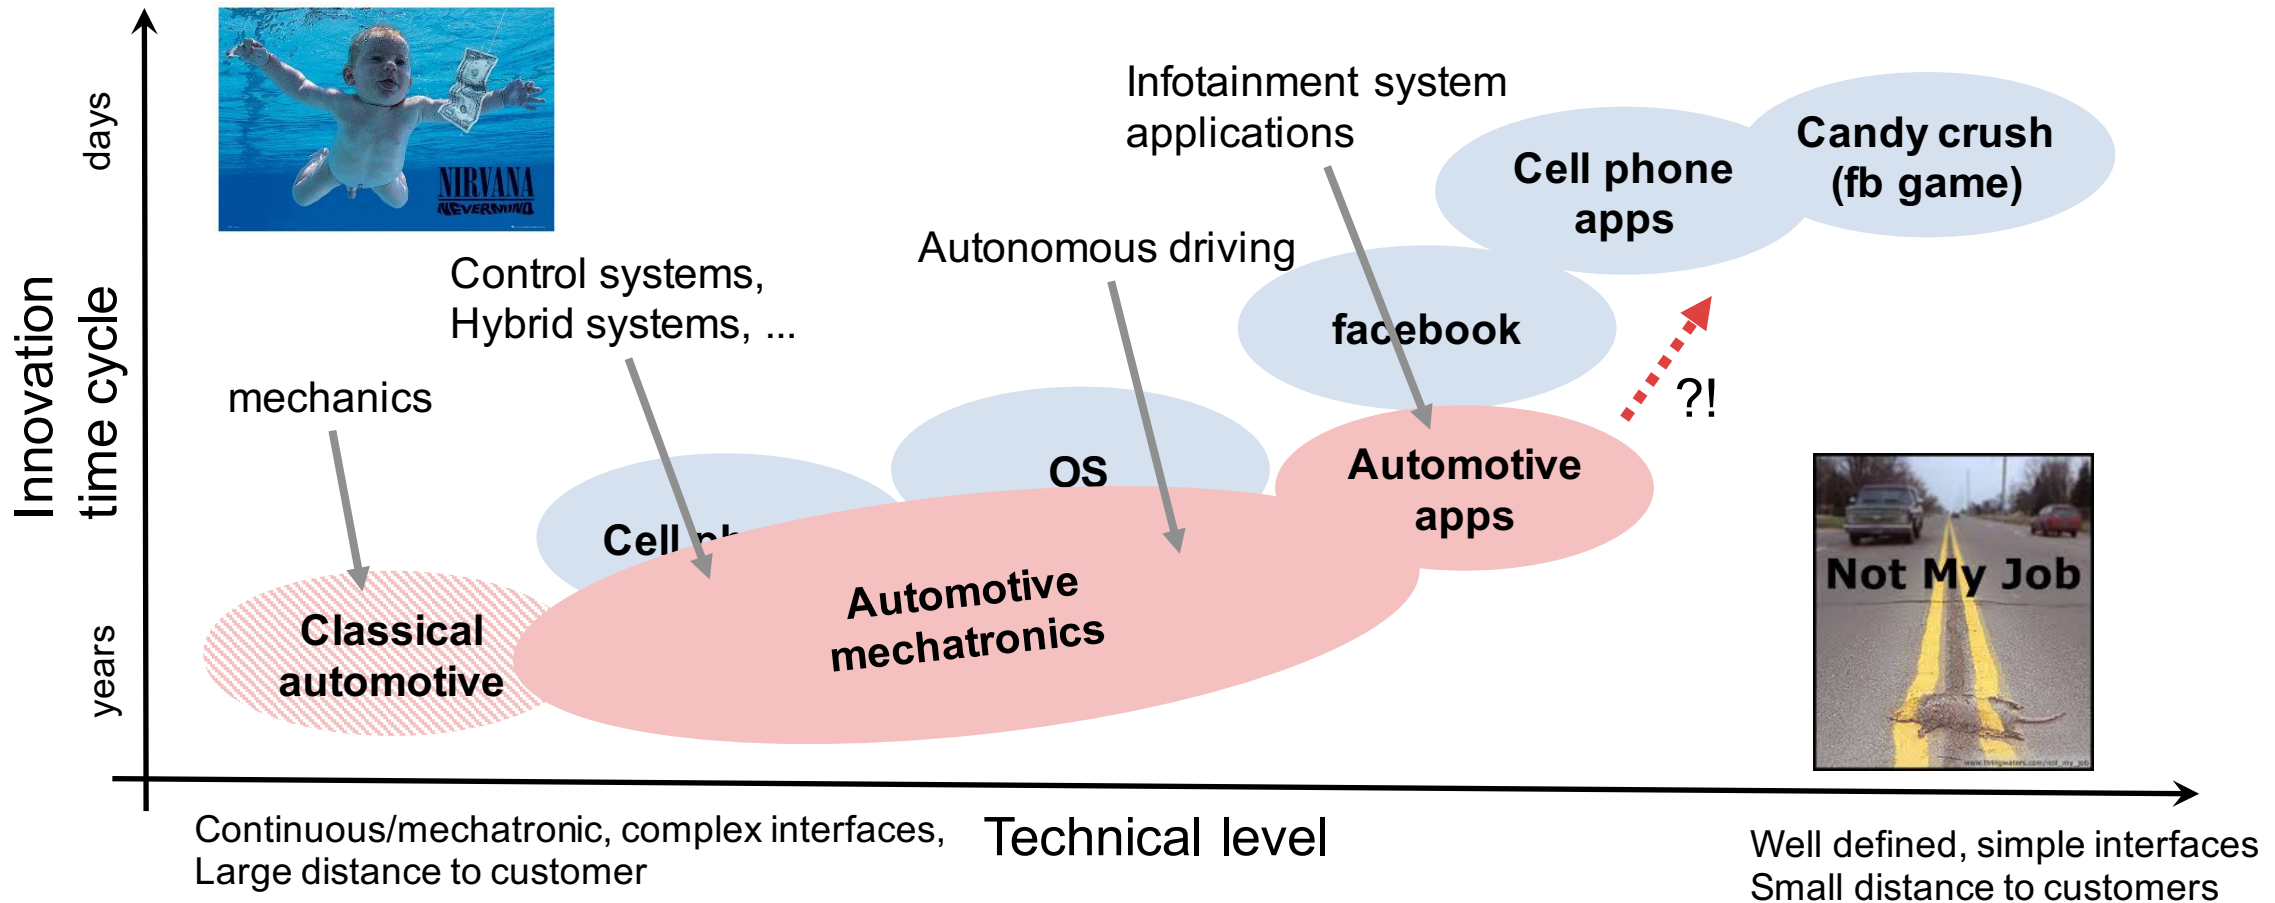 days
years
Innovation
time cycle
NIRVANA
NEVERMIND
mechanics
Control systems,
Hybrid systems, ...
Autonomous driving
Infotainment system
applications
Candy crush
(fb game)
Cell phone
apps
facebook
?!
OS
Automotive
apps
Cell
Automotive
mechatronics
Classical
automotive
Not My Job
Technical level
Continuous/mechatronic, complex interfaces,
Large distance to customer
Well defined, simple interfaces
Small distance to customers